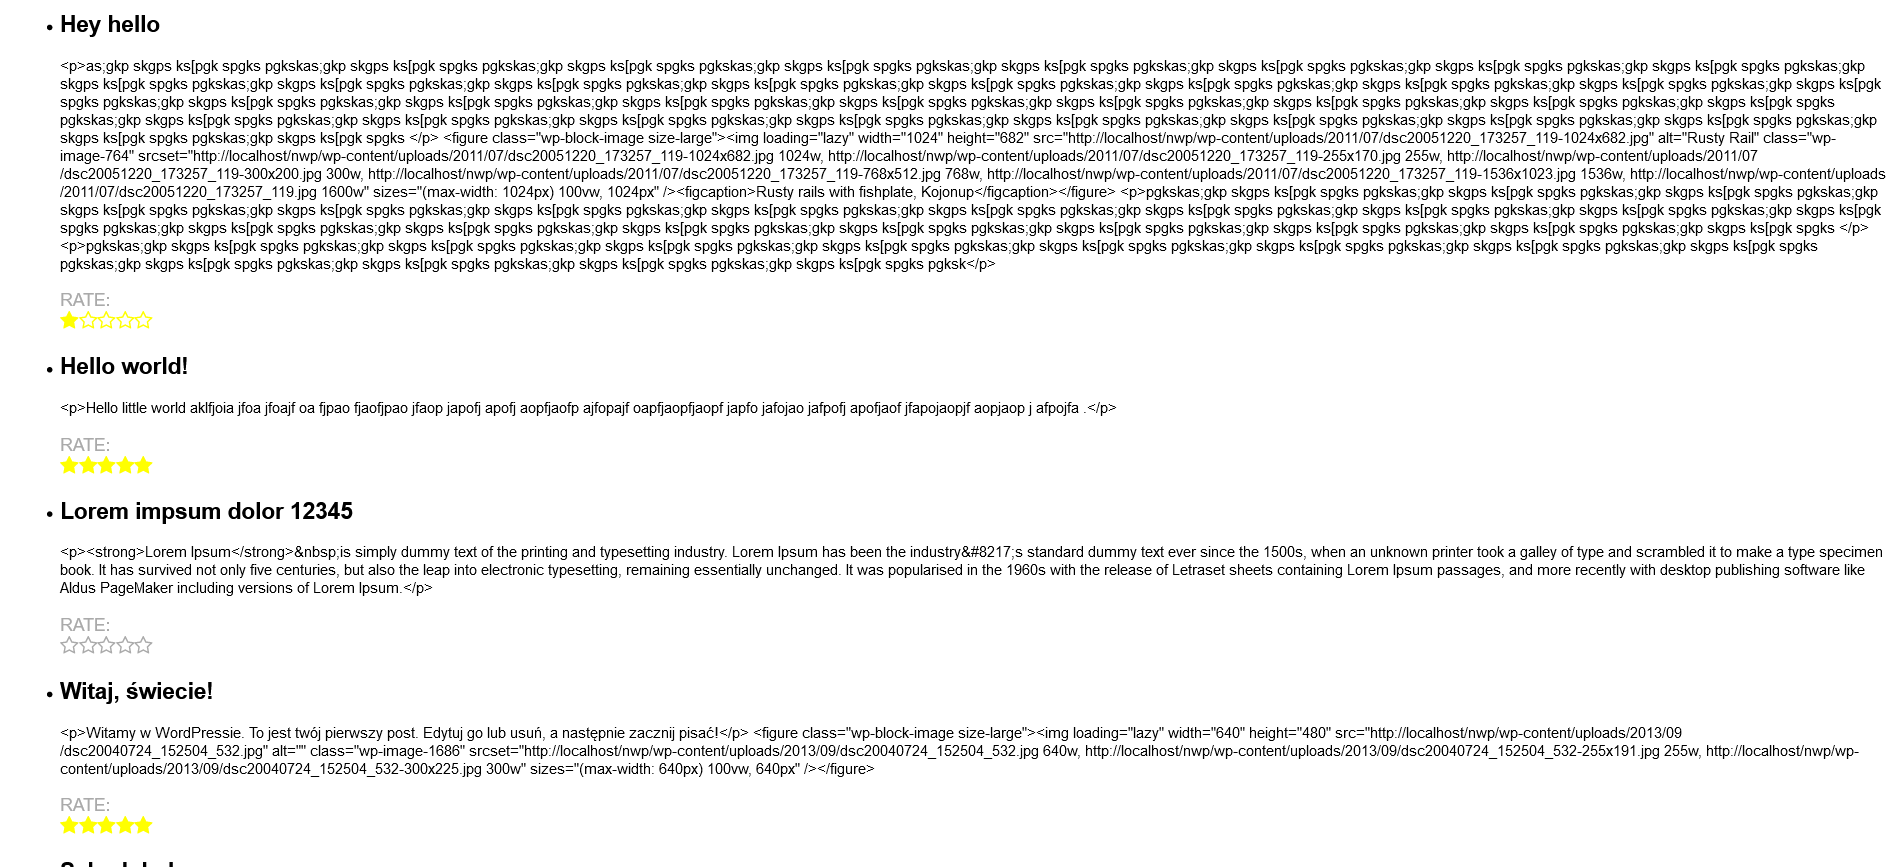 Hey hello
<p>as;gkp skgps ks[pgk spgks pgkskas;gkp skgps ks[pgk spgks pgkskas;gkp skgps ks[pgk spgks pgkskas;gkp skgps ks[pgk spgks pgkskas;gkp skgps ks[pgk spgks pgkskas;gkp skgps ks[pgk spgks pgkskas;gkp skgps ks[pgk spgks pgkskas;gkp skgps ks[pgk spgks pgkskas;gkp
skgps ks[pgk spgks pgkskas;gkp skgps ks[pgk spgks pgkskas;gkp skgps ks[pgk spgks pgkskas;gkp skgps ks[pgk spgks pgkskas;gkp skgps ks[pgk spgks pgkskas;gkp skgps ks[pgk spgks pgkskas;gkp skgps ks[pgk spgks pgkskas;gkp skgps ks[pgk spgks pgkskas;gkp skgps ks[pgk
spgks pgkskas;gkp skgps ks[pgk spgks pgkskas;gkp skgps ks[pgk spgks pgkskas;gkp skgps ks[pgk spgks pgkskas;gkp skgps ks[pgk spgks pgkskas;gkp skgps ks[pgk spgks pgkskas;gkp skgps ks[pgk spgks pgkskas;gkp skgps ks[pgk spgks pgkskas;gkp skgps ks[pgk spgks
pgkskas;gkp skgps ks[pgk spgks pgkskas;gkp skgps ks[pgk spgks pgkskas;gkp skgps ks[pgk spgks pgkskas;gkp skgps ks[pgk spgks pgkskas;gkp skgps ks[pgk spgks pgkskas;gkp skgps ks[pgk spgks pgkskas;gkp skgps ks[pgk spgks pgkskas;gkp skgps ks[pgk spgks pgkskas;gkp
skgps ks[pgk spgks pgkskas;gkp skgps ks[pgk spgks </p> <figure class="wp-block-image size-large"><img loading="lazy" width="1024" height="682" src="http://localhost/nwp/wp-content/uploads/2011/07/dsc20051220_173257_119-1024x682.jpg" alt="Rusty Rail" class="wp-
image-764" srcset="http://localhost/nwp/wp-content/uploads/2011/07/dsc20051220_173257_119-1024x682.jpg 1024w, http://localhost/nwp/wp-content/uploads/2011/07/dsc20051220_173257_119-255x170.jpg 255w, http://localhost/nwp/wp-content/uploads/2011/07
/dsc20051220_173257_119-300x200.jpg 300w, http://localhost/nwp/wp-content/uploads/2011/07/dsc20051220_173257_119-768x512.jpg 768w, http://localhost/nwp/wp-content/uploads/2011/07/dsc20051220_173257_119-1536x1023.jpg 1536w, http://localhost/nwp/wp-content/uploads
/2011/07/dsc20051220_173257_119.jpg 1600w" sizes="(max-width: 1024px) 100vw, 1024px" /><figcaption>Rusty rails with fishplate, Kojonup</figcaption></figure> <p>pgkskas;gkp skgps ks[pgk spgks pgkskas;gkp skgps ks[pgk spgks pgkskas;gkp skgps ks[pgk spgks pgkskas;gkp
skgps ks[pgk spgks pgkskas;gkp skgps ks[pgk spgks pgkskas;gkp skgps ks[pgk spgks pgkskas;gkp skgps ks[pgk spgks pgkskas;gkp skgps ks[pgk spgks pgkskas;gkp skgps ks[pgk spgks pgkskas;gkp skgps ks[pgk spgks pgkskas;gkp skgps ks[pgk spgks pgkskas;gkp skgps ks[pgk
spgks pgkskas;gkp skgps ks[pgk spgks pgkskas;gkp skgps ks[pgk spgks pgkskas;gkp skgps ks[pgk spgks pgkskas;gkp skgps ks[pgk spgks pgkskas;gkp skgps ks[pgk spgks pgkskas;gkp skgps ks[pgk spgks pgkskas;gkp skgps ks[pgk spgks pgkskas;gkp skgps ks[pgk spgks </p>
<p>pgkskas;gkp skgps ks[pgk spgks pgkskas;gkp skgps ks[pgk spgks pgkskas;gkp skgps ks[pgk spgks pgkskas;gkp skgps ks[pgk spgks pgkskas;gkp skgps ks[pgk spgks pgkskas;gkp skgps ks[pgk spgks pgkskas;gkp skgps ks[pgk spgks pgkskas;gkp skgps ks[pgk spgks
pgkskas;gkp skgps ks[pgk spgks pgkskas;gkp skgps ks[pgk spgks pgkskas;gkp skgps ks[pgk spgks pgkskas;gkp skgps ks[pgk spgks pgksk</p>
RATE:
Hello world!
<p>Hello little world aklfjoia jfoa jfoajf oa fjpao fjaofjpao jfaop japofj apofj aopfjaofp ajfopajf oapfjaopfjaopf japfo jafojao jafpofj apofjaof jfapojaopjf aopjaop j afpojfa .</p>
RATE:
Lorem impsum dolor 12345
<p><strong>Lorem Ipsum</strong>&nbsp;is simply dummy text of the printing and typesetting industry. Lorem Ipsum has been the industry&#8217;s standard dummy text ever since the 1500s, when an unknown printer took a galley of type and scrambled it to make a type specimen
book. It has survived not only five centuries, but also the leap into electronic typesetting, remaining essentially unchanged. It was popularised in the 1960s with the release of Letraset sheets containing Lorem Ipsum passages, and more recently with desktop publishing software like
Aldus PageMaker including versions of Lorem Ipsum.</p>
RATE:
Witaj, świecie!
<p>Witamy w WordPressie. To jest twój pierwszy post. Edytuj go lub usuń, a następnie zacznij pisać!</p> <figure class="wp-block-image size-large"><img loading="lazy" width="640" height="480" src="http://localhost/nwp/wp-content/uploads/2013/09
/dsc20040724_152504_532.jpg" alt="" class="wp-image-1686" srcset="http://localhost/nwp/wp-content/uploads/2013/09/dsc20040724_152504_532.jpg 640w, http://localhost/nwp/wp-content/uploads/2013/09/dsc20040724_152504_532-255x191.jpg 255w, http://localhost/nwp/wp-
content/uploads/2013/09/dsc20040724_152504_532-300x225.jpg 300w" sizes="(max-width: 640px) 100vw, 640px" /></figure>
RATE: